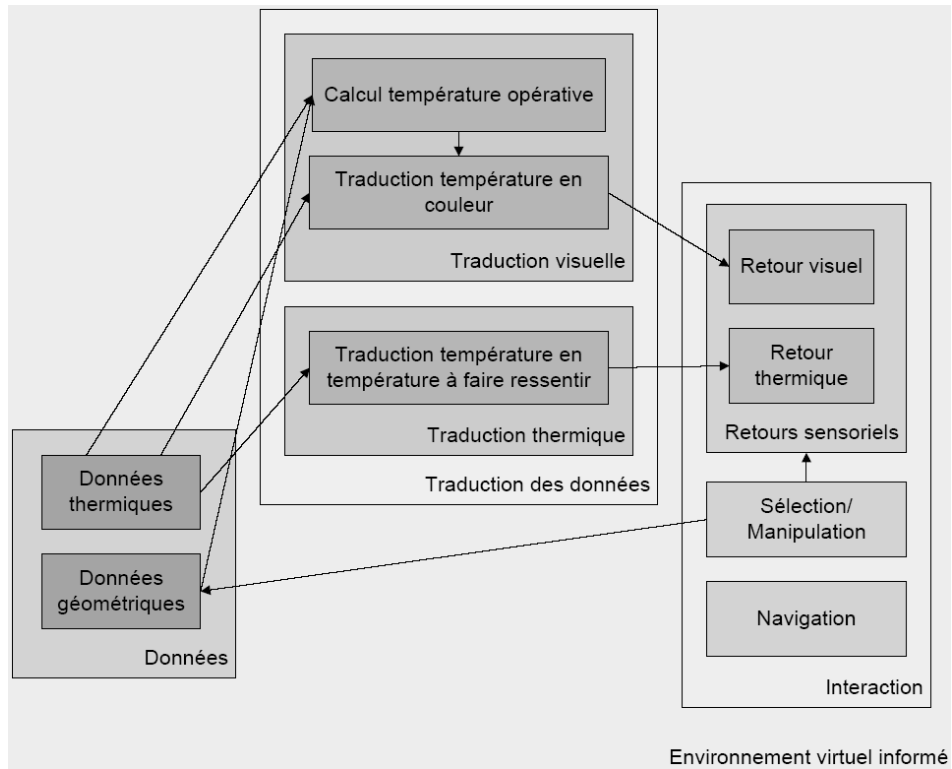 Calcul température opérative
Traduction température en
couleur
Traduction visuelle
Traduction température en
température à faire ressentir
Traduction thermique
Traduction des données
Données
thermiques
Données
géométriques
Données
Retour visuel
Retour
thermique
Retours sensoriels
Sélection/
Manipulation
Navigation
Interaction
Environnement virtuel informé